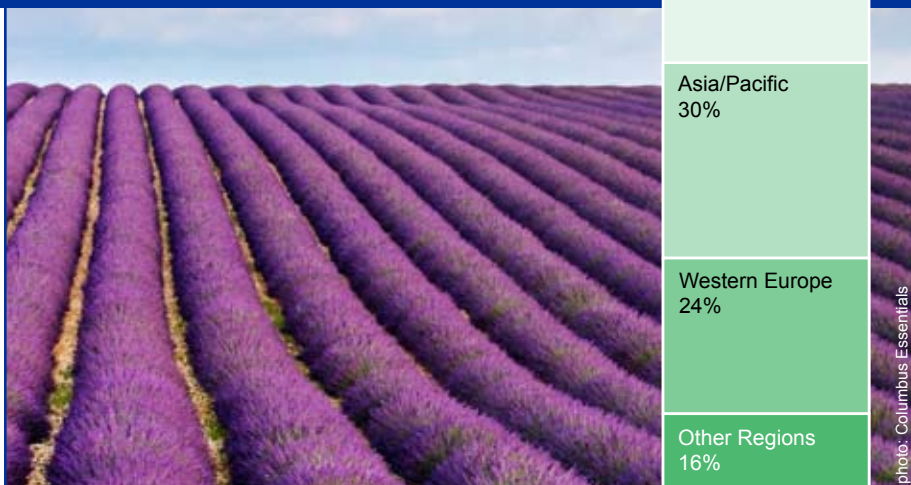 Asia/Pacific
30%
Western Europe
24%
Other Regions
16%
photo: Columbus Essentials